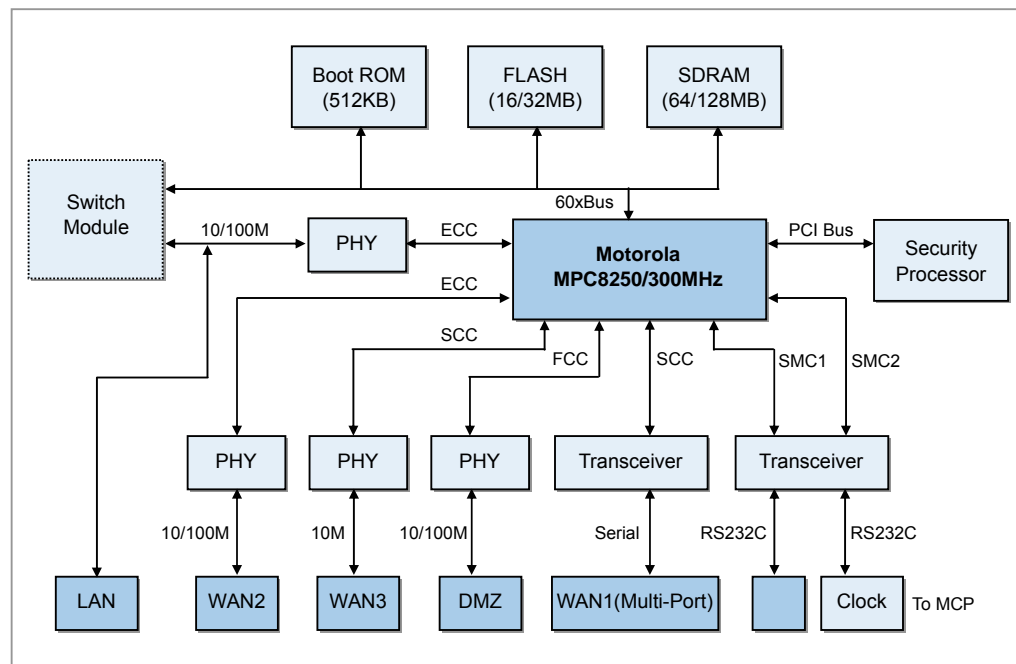 Boot ROM
(512KB)
FLASH
(16/32MB)
SDRAM
(64/128MB)
Switch
Module
60xBus
10/100M
PHY
ECC
Motorola
MPC8250/300MHz
PCI Bus
Security
Processor
ECC
SCC
FCC
SCC
SMC1
SMC2
PHY
PHY
PHY
Transceiver
Transceiver
10/100M
10M
10/100M
Serial
RS232C
RS232C
LAN
WAN2
WAN3
DMZ
WAN1(Multi-Port)
Clock
To MCP